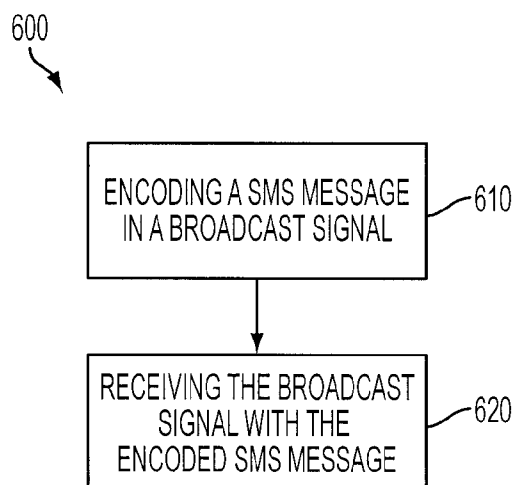 600
ENCODING A SMS MESSAGE
IN A BROADCAST SIGNAL
610
RECEIVING THE BROADCAST
SIGNAL WITH THE
ENCODED SMS MESSAGE
620